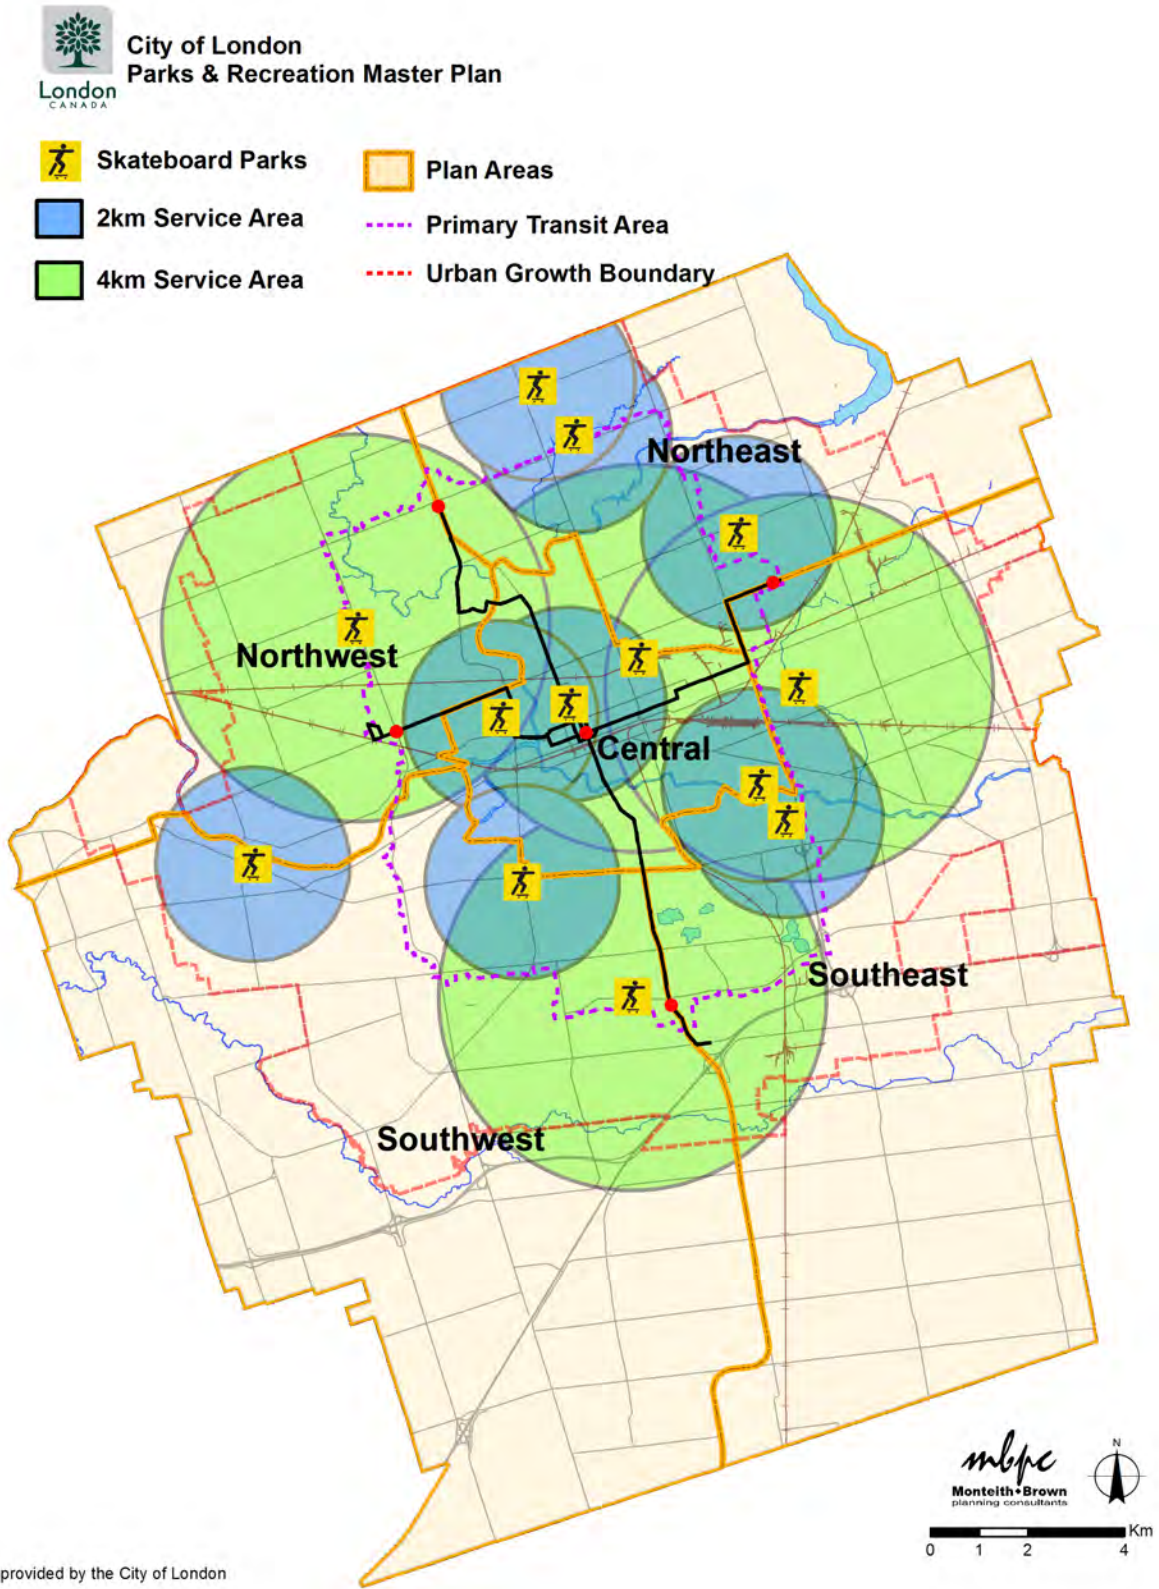 City of London
Parks & Recreation Master Plan
London
CANADA
Skateboard Parks
Plan Areas
2km Service Area
Primary Transit Area
4km Service Area
Urban Growth Boundary
Northeast
Northwest
Central
Southeast
Southwest
mbpc
Monteith•Brown
planning consultants
N
Km
0 1 2 4
provided by the City of London